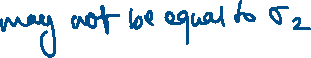 may not be equal to σ₂